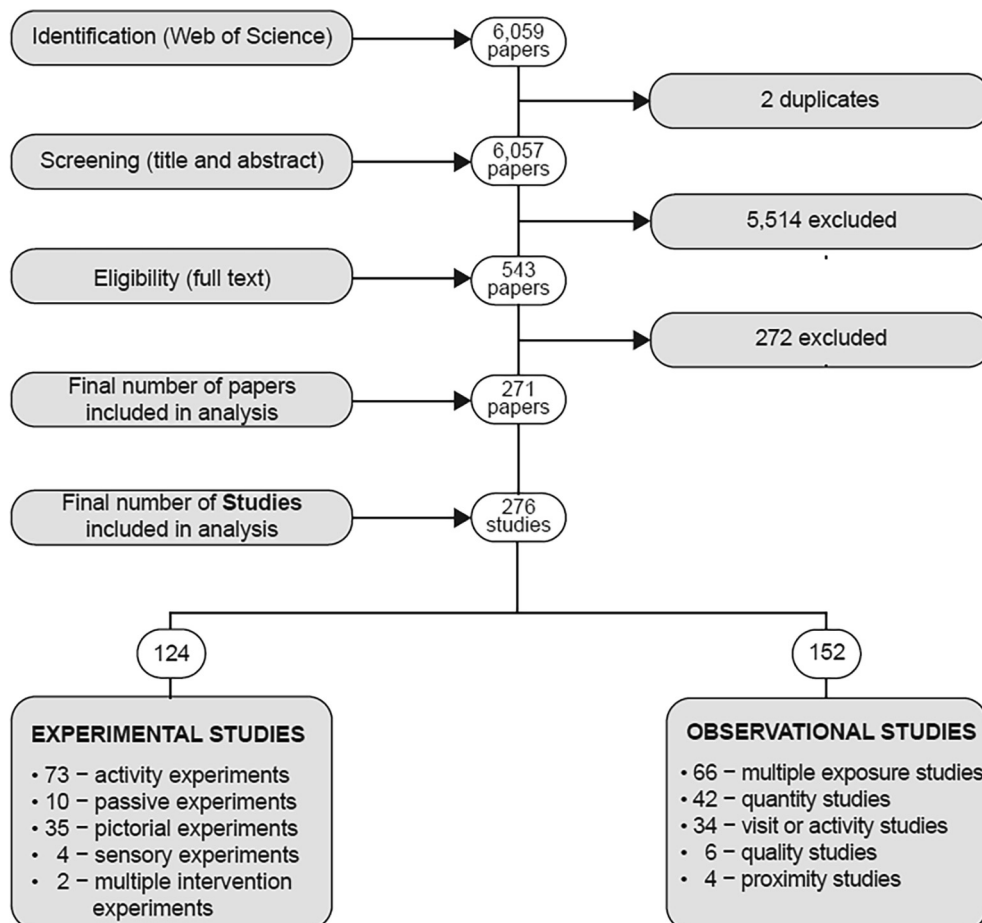 Identification (Web of Science)
6,059
papers
2 duplicates
Screening (title and abstract)
6,057
papers
5,514 excluded
.
Eligibility (full text)
543
papers
272 excluded
.
Final number of papers
included in analysis
271
papers
Final number of Studies
included in analysis
276
studies
124
EXPERIMENTAL STUDIES
• 73 − activity experiments
• 10 − passive experiments
• 35 − pictorial experiments
• 4 − sensory experiments
• 2 − multiple intervention
experiments
152
OBSERVATIONAL STUDIES
• 66 − multiple exposure studies
• 42 − quantity studies
• 34 − visit or activity studies
• 6 − quality studies
• 4 − proximity studies